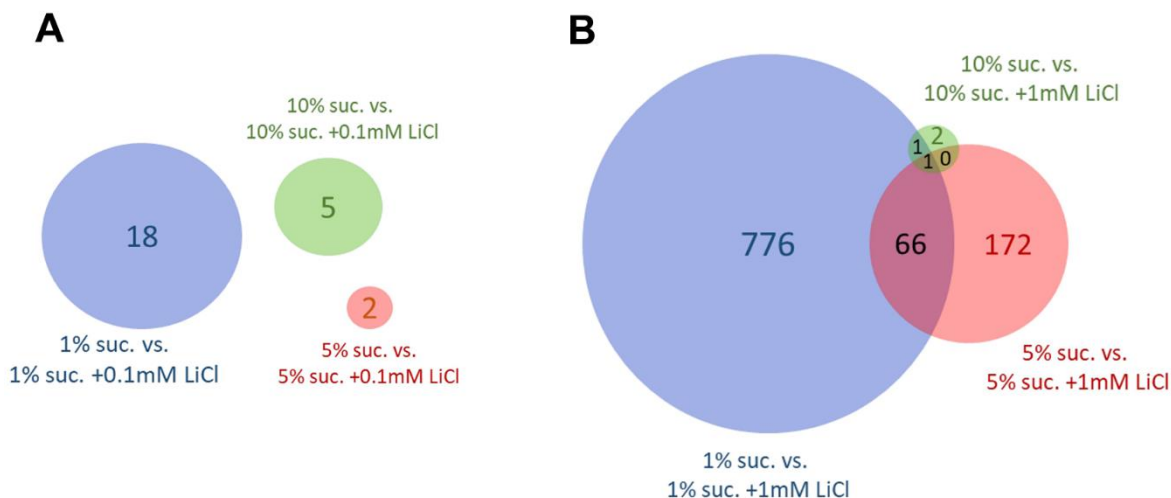 A
10% suc. vs.
10% suc. +0.1mM LiCl
18
5
2
1% suc. vs.
1% suc. +0.1mM LiCl
5% suc. vs.
5% suc. +0.1mM LiCl
B
10% suc. vs.
10% suc. +1mM LiCl
2
1
1
0
776
66
172
5% suc. vs.
5% suc. +1mM LiCl
1% suc. vs.
1% suc. +1mM LiCl